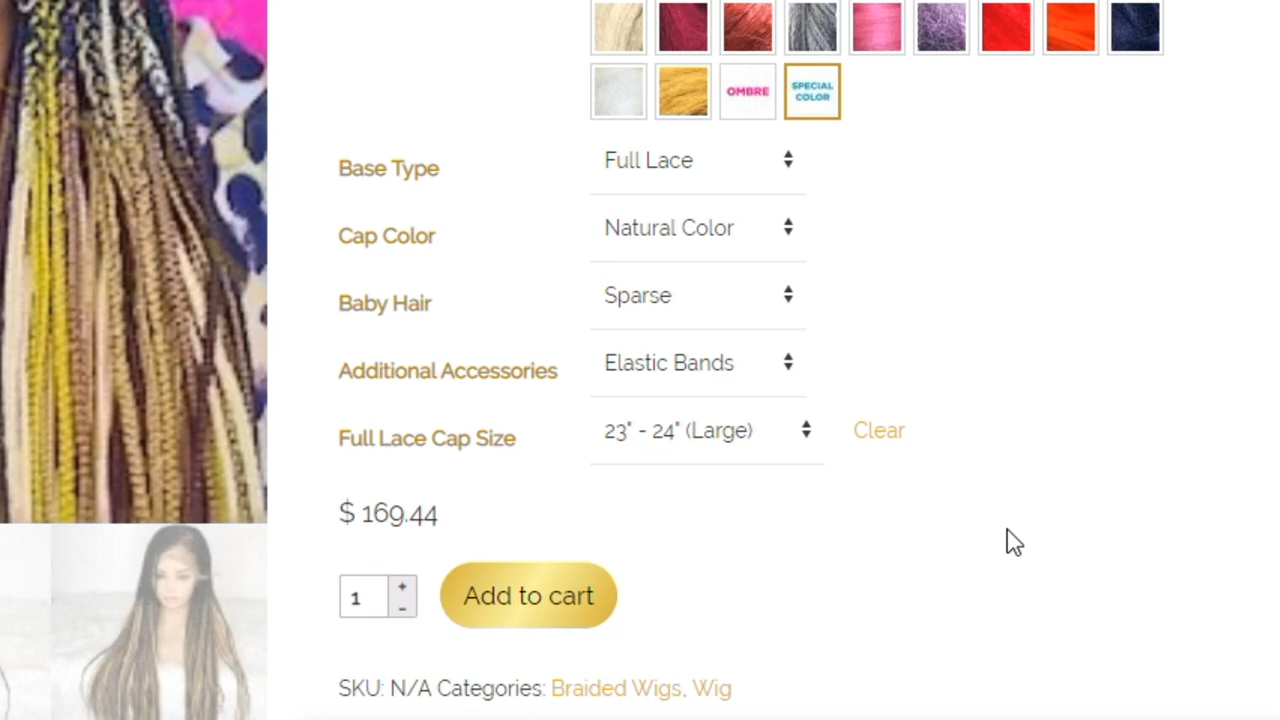 OMBRE
SPECIAL
COLOR
Base Type Full Lace
Cap Color Natural Color
Baby Hair Sparse
Additional Accessories Elastic Bands
Full Lace Cap Size 23" - 24" (Large) Clear
$ 169.44
1 + - Add to cart
SKU: N/A Categories: Braided Wigs, Wig